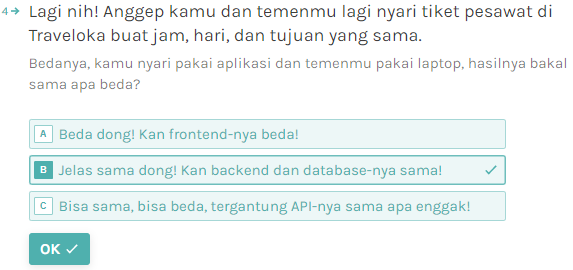 4→ Lagi nih! Anggep kamu dan temenmu lagi nyari tiket pesawat di
Traveloka buat jam, hari, dan tujuan yang sama.
Bedanya, kamu nyari pakai aplikasi dan temenmu pakai laptop, hasilnya bakal
sama apa beda?
A Beda dong! Kan frontend-nya beda!
B Jelas sama dong! Kan backend dan database-nya sama!
C Bisa sama, bisa beda, tergantung API-nya sama apa enggak!
OK ✓